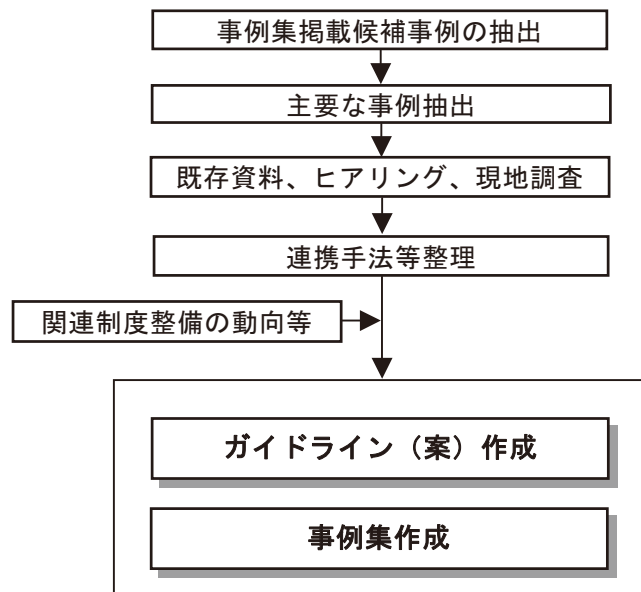 事例集掲載候補事例の抽出
主要な事例抽出
既存資料、ヒアリング、現地調査
連携手法等整理
関連制度整備の動向等
ガイドライン（案）作成
事例集作成